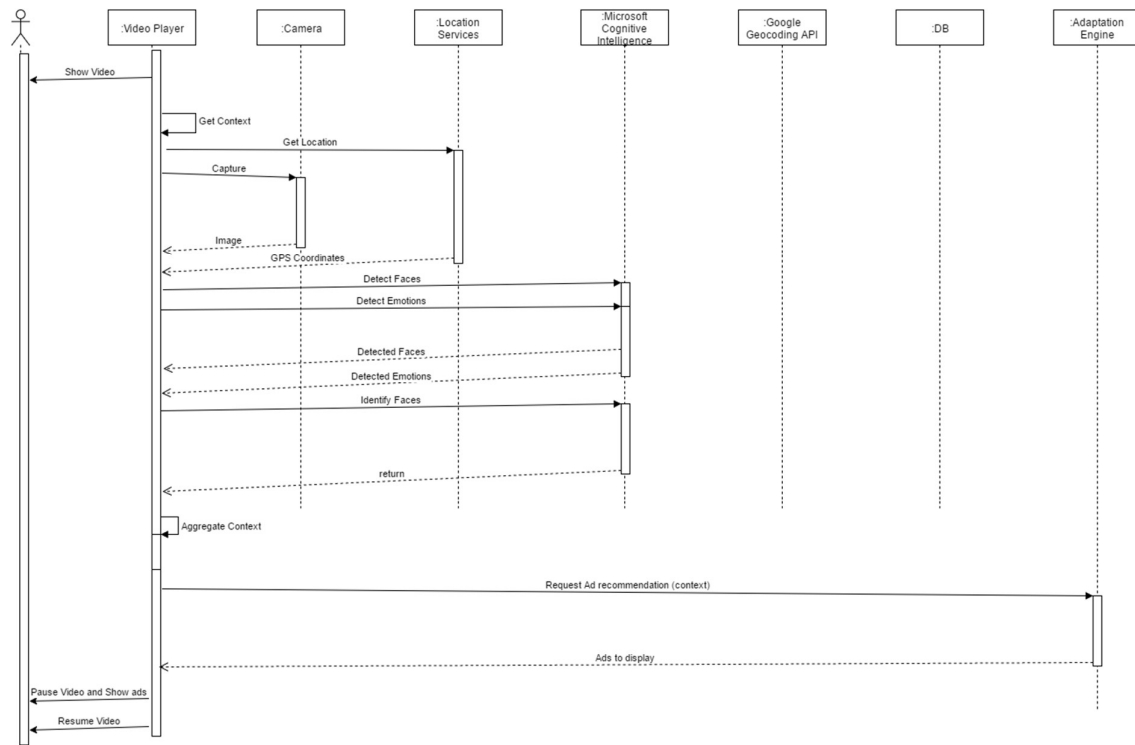 :Video Player
:Camera
:Location
Services
:Microsoft
Cognitive
Intelligence
:Google
Geocoding API
:DB
:Adaptation
Engine
Show Video
Get Context
Get Location
Capture
Image
GPS Coordinates
Detect Faces
Detect Emotions
Detected Faces
Detected Emotions
Identify Faces
return
Aggregate Context
Request Ad recommendation (context)
Ads to display
Pause Video and Show ads
Resume Video